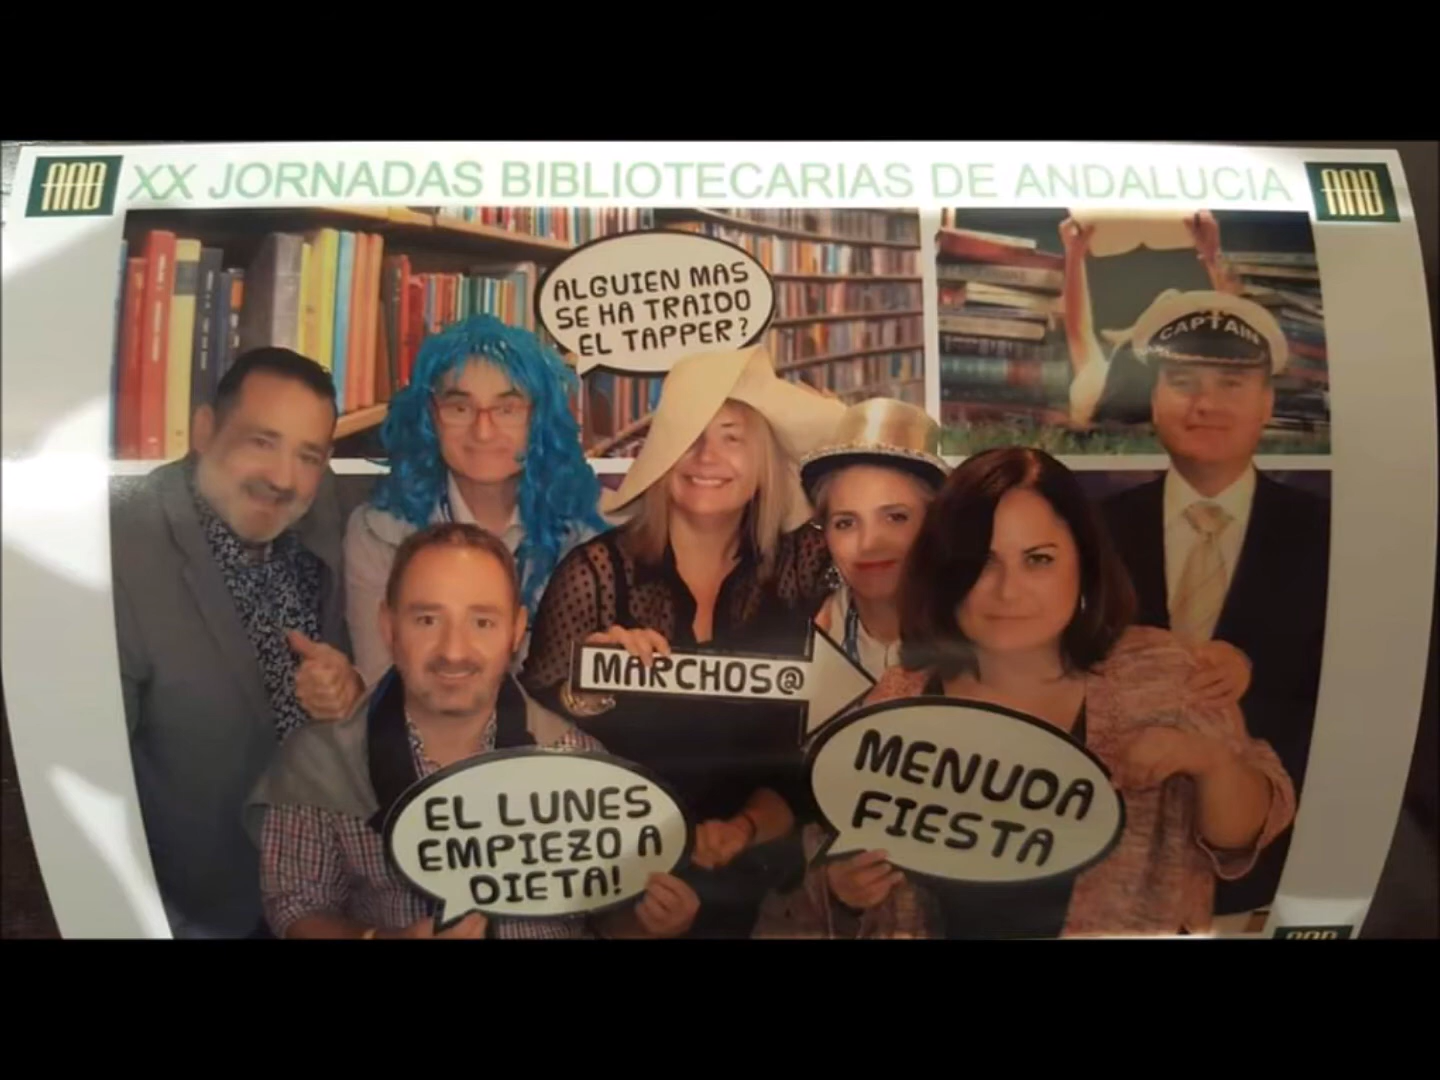 AAB
XX JORNADAS BIBLIOTECARIAS DE ANDALUCIA
AAB
ALGUIEN MAS
SE HA TRAIDO
EL TAPPER?
CAPTAIN
MARCHOS@
MENUDA
FIESTA
EL LUNES
EMPIEZO A
DIETA!
AAB